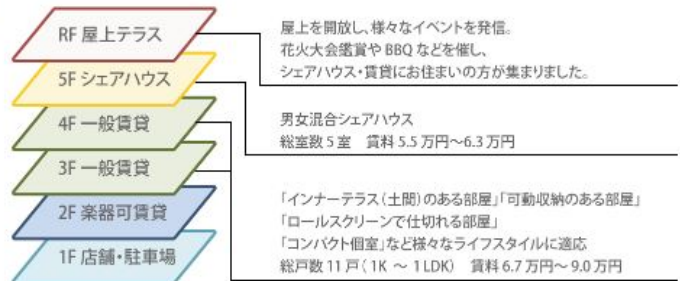 RF 屋上テラス
屋上を開放し、様々なイベントを発信。
花火大会鑑賞や BBQ などを催し、
シェアハウス・賃貸にお住まいの方が集まりました。
5F シェアハウス
男女混合シェアハウス
総室数 5 室　賃料 5.5 万円～6.3 万円
4F 一般賃貸
3F 一般賃貸
「インナーテラス（土間）のある部屋」「可動収納のある部屋」
「ロールスクリーンで仕切れる部屋」
「コンパクト個室」など様々なライフスタイルに適応
総戸数 11 戸（ 1K ～ 1LDK）　賃料 6.7 万円～ 9.0 万円
2F 楽器可賃貸
1F 店舗・駐車場